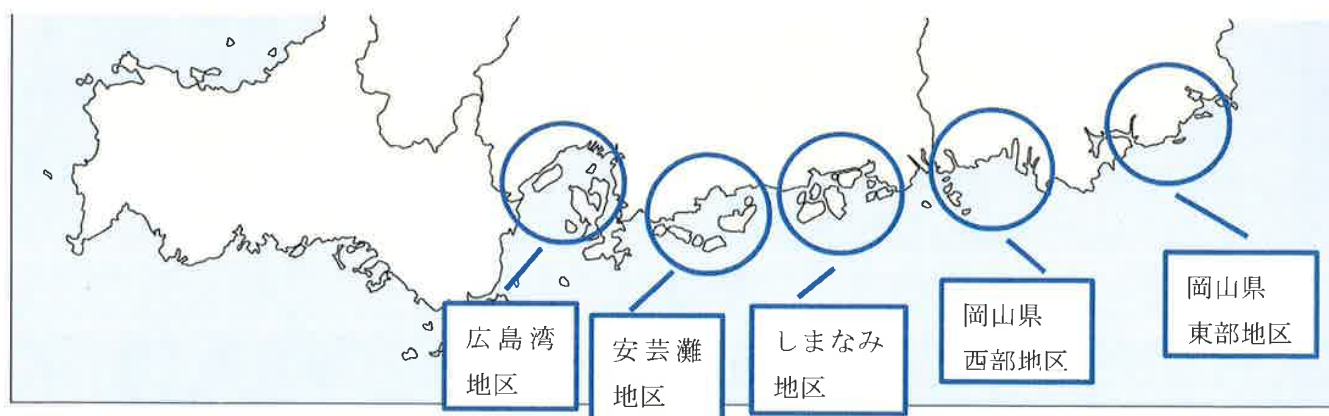 広島湾
地区
安芸灘
地区
しまなみ
地区
岡山県
西部地区
岡山県
東部地区